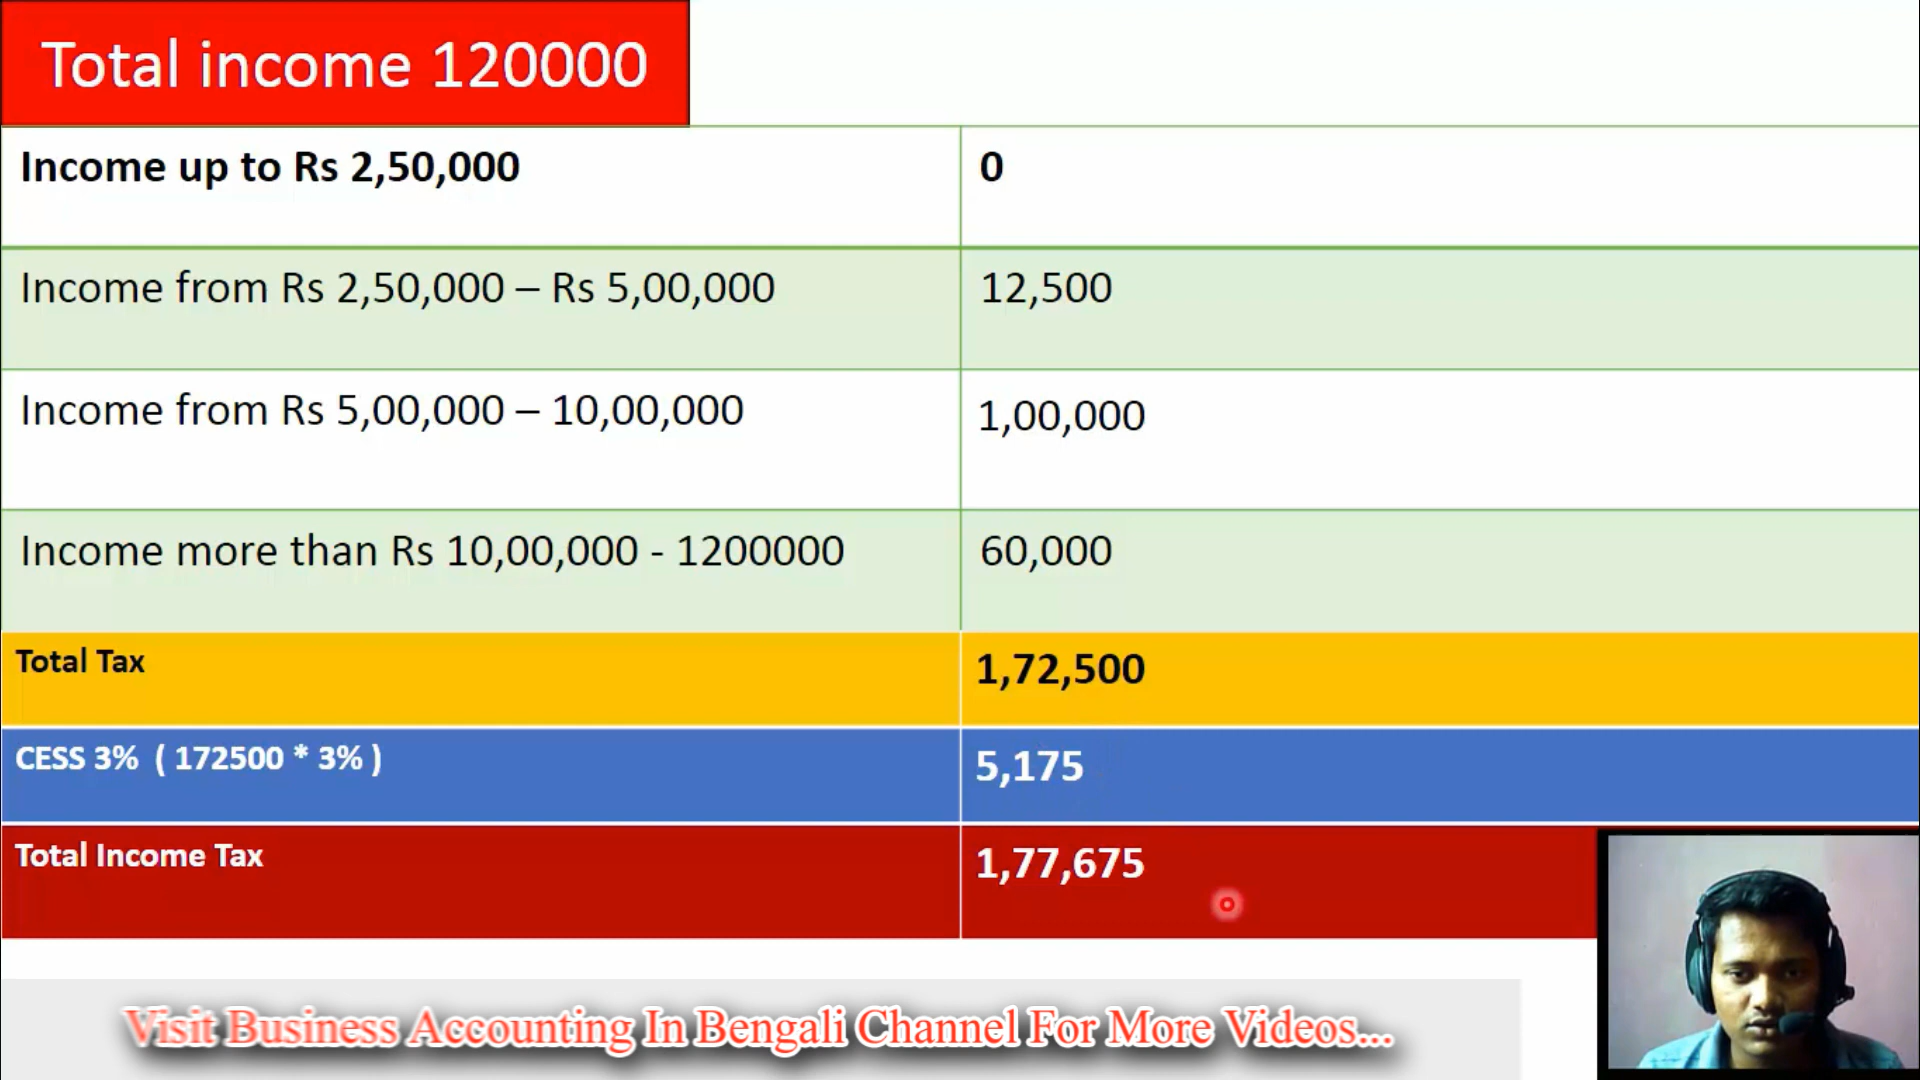 Total income 120000
Income up to Rs 2,50,000 0
Income from Rs 2,50,000 – Rs 5,00,000 12,500
Income from Rs 5,00,000 – 10,00,000 1,00,000
Income more than Rs 10,00,000 - 1200000 60,000
Total Tax 1,72,500
CESS 3% ( 172500 * 3% ) 5,175
Total Income Tax 1,77,675
Visit Business Accounting In Bengali Channel For More Videos...